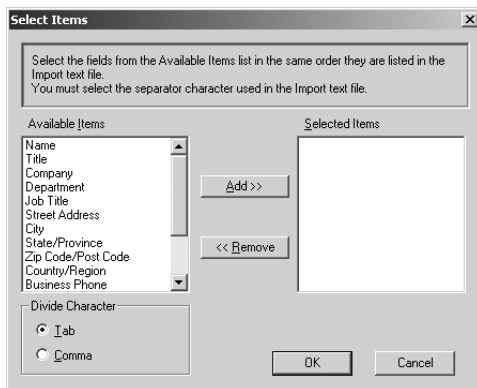 Select Items
Select the fields from the Available Items list in the same order they are listed in the
Import text file.
You must select the separator character used in the Import text file.
Available Items
Selected Items
Name
Title
Company
Department
Job Title
Street Address
City
State/Province
Zip Code/Post Code
Country/Region
Business Phone
Add >>
<< Remove
Divide Character
Tab
Comma
OK
Cancel